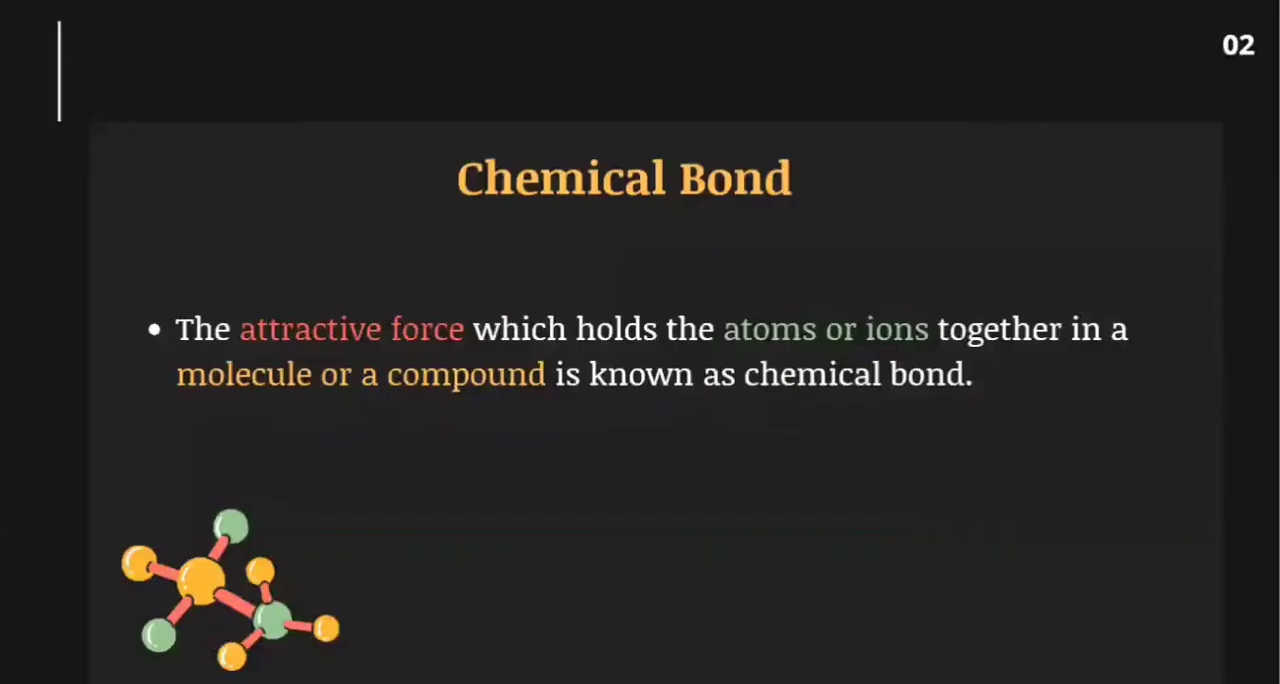 02
Chemical Bond
• The attractive force which holds the atoms or ions together in a
molecule or a compound is known as chemical bond.